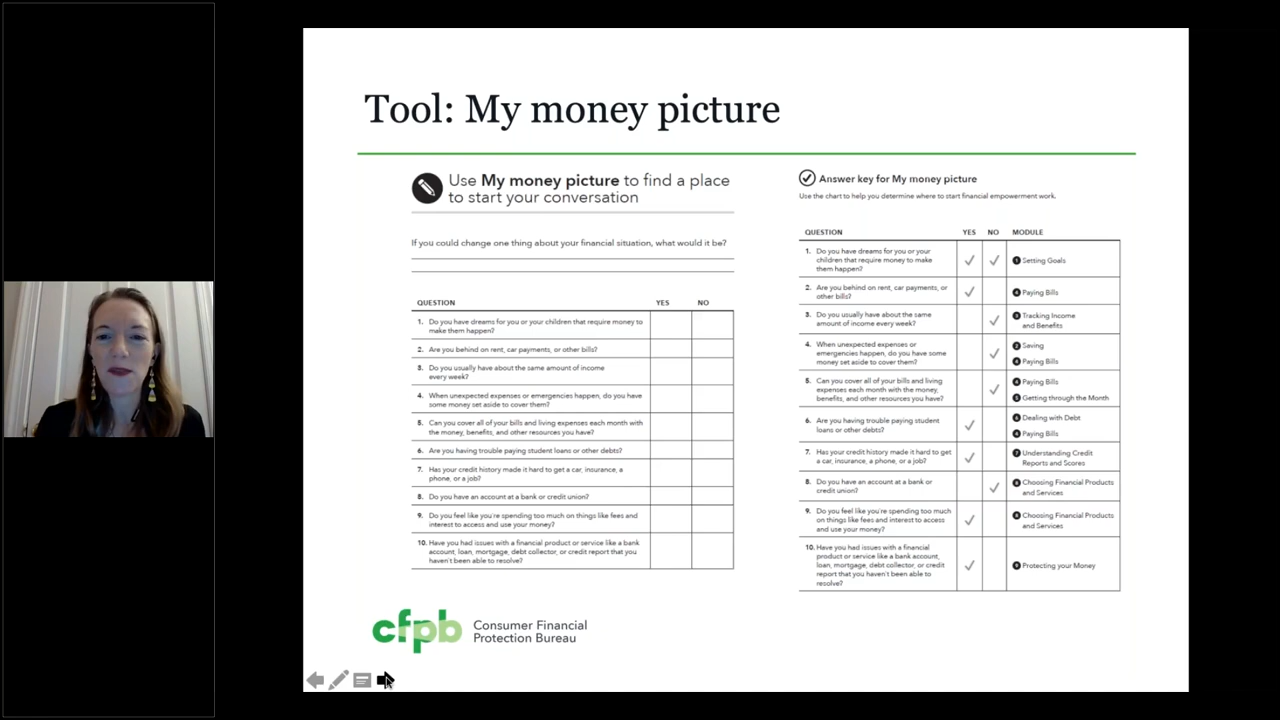 Tool: My money picture
Use My money picture to find a place
to start your conversation
If you could change one thing about your financial situation, what would it be?
QUESTION YES NO
1. Do you have dreams for you or your children that require money to
make them happen?
2. Are you behind on rent, car payments, or other bills?
3. Do you usually have about the same amount of income
every week?
4. When unexpected expenses or emergencies happen, do you have
some money set aside to cover them?
5. Can you cover all of your bills and living expenses each month with
the money, benefits, and other resources you have?
6. Are you having trouble paying student loans or other debts?
7. Has your credit history made it hard to get a car, insurance, a
phone, or a job?
8. Do you have an account at a bank or credit union?
9. Do you feel like you're spending too much on things like fees and
interest to access and use your money?
10. Have you had issues with a financial product or service like a bank
account, loan, mortgage, debt collector, or credit report that you
haven't been able to resolve?
Answer key for My money picture
Use the chart to help you determine where to start financial empowerment work.
QUESTION YES NO MODULE
1. Do you have dreams for you or your
children that require money to make
them happen?
✓ ✓ 1 Setting Goals
2. Are you behind on rent, car payments, or
other bills?
✓ 4 Paying Bills
3. Do you usually have about the same
amount of income every week?
✓ 3 Tracking Income
and Benefits
4. When unexpected expenses or
emergencies happen, do you have some
money set aside to cover them?
✓ 2 Saving
4 Paying Bills
5. Can you cover all of your bills and living
expenses each month with the money,
benefits, and other resources you have?
✓ 4 Paying Bills
5 Getting through the Month
6. Are you having trouble paying student
loans or other debts?
✓ 6 Dealing with Debt
4 Paying Bills
7. Has your credit history made it hard to get
a car, insurance, a phone, or a job?
✓ 7 Understanding Credit
Reports and Scores
8. Do you have an account at a bank or
credit union?
✓ 8 Choosing Financial Products
and Services
9. Do you feel like you're spending too much
on things like fees and interest to access
and use your money?
✓ 8 Choosing Financial Products
and Services
10. Have you had issues with a financial
product or service like a bank account,
loan, mortgage, debt collector, or credit
report that you haven't been able to
resolve?
✓ 9 Protecting your Money
cfpb Consumer Financial
Protection Bureau